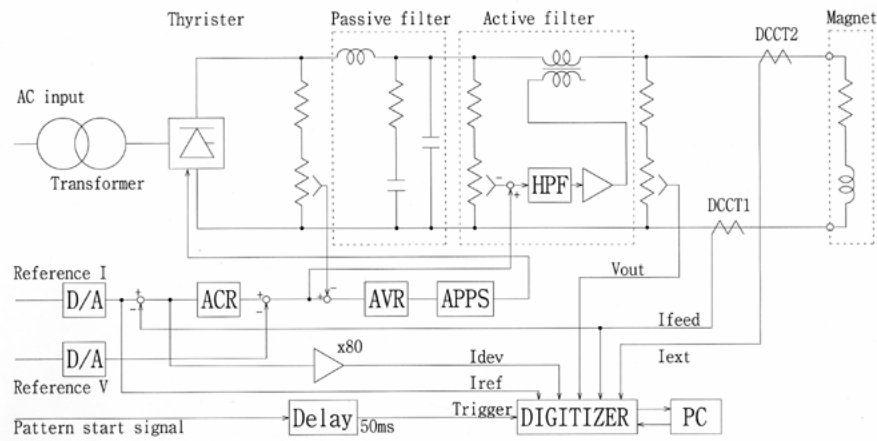 Thyrister
Passive filter
Active filter
DCCT2
Magnet
AC input
Transformer
HPF
DCCT1
Vout
Reference I
D/A
ACR
AVR
APPS
Ifeed
D/A
x80
Idev
Iext
Reference V
Iref
Pattern start signal
Delay
50ms
Trigger
DIGITIZER
PC